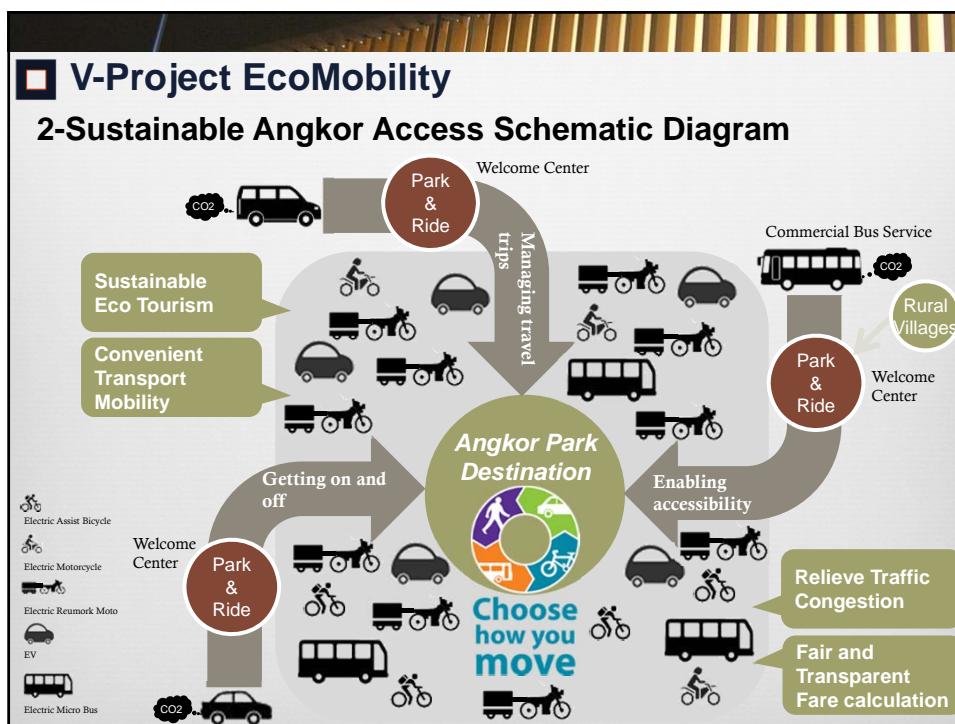 V-Project EcoMobility
2-Sustainable Angkor Access Schematic Diagram
Welcome Center
Park
&
Ride
CO2
Managing travel
trips
Commercial Bus Service
CO2
Rural
Villages
Park
&
Ride
Welcome
Center
Sustainable
Eco Tourism
Convenient
Transport
Mobility
Angkor Park
Destination
Getting on and
off
Enabling
accessibility
Choose
how you
move
Electric Assist Bicycle
Electric Motorcycle
Electric Reumork Moto
EV
Electric Micro Bus
Welcome
Center
Park
&
Ride
CO2
Relieve Traffic
Congestion
Fair and
Transparent
Fare calculation